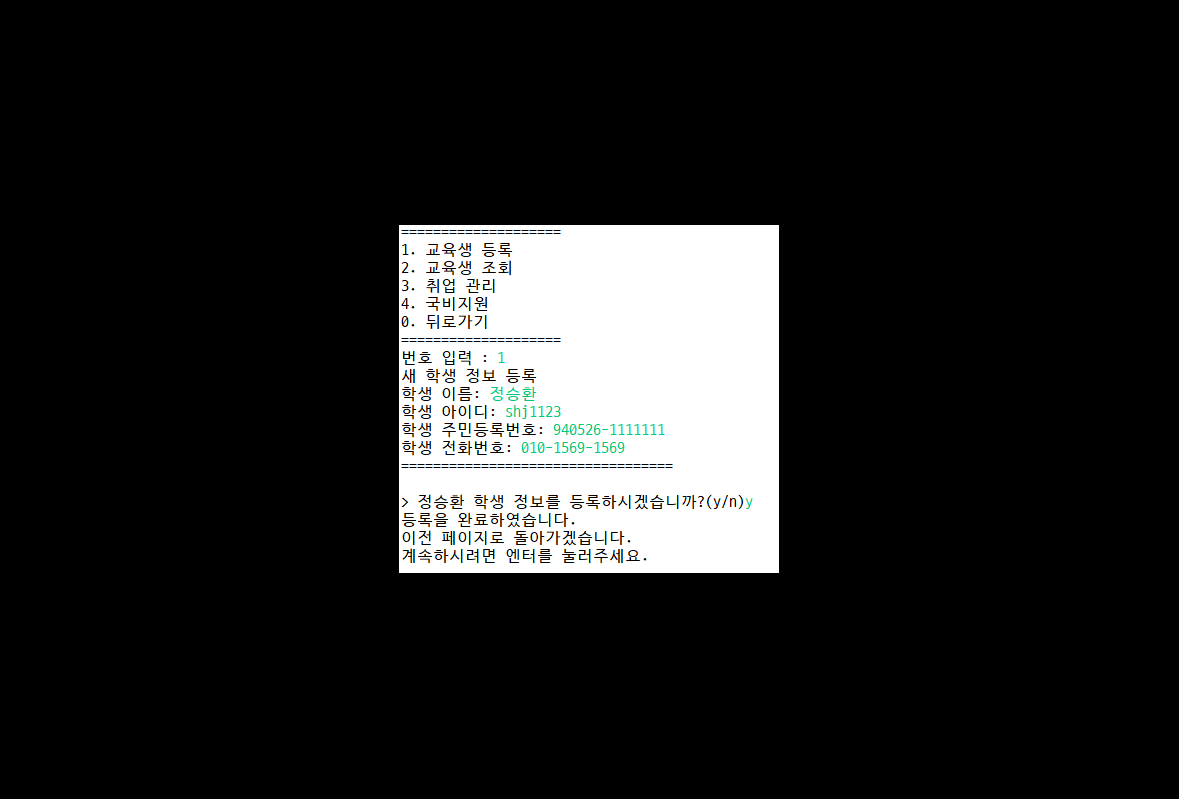 ====================
1. 교육생 등록
2. 교육생 조회
3. 취업 관리
4. 국비지원
0. 뒤로가기
====================
번호 입력 : 1
새 학생 정보 등록
학생 이름: 정승환
학생 아이디: shj1123
학생 주민등록번호: 940526-1111111
학생 전화번호: 010-1569-1569
==================================
> 정승환 학생 정보를 등록하시겠습니까?(y/n)y
등록을 완료하였습니다.
이전 페이지로 돌아가겠습니다.
계속하시려면 엔터를 눌러주세요.